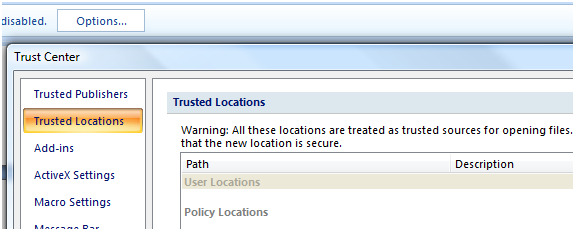 disabled.
Options...
Trust Center
Trusted Publishers
Trusted Locations
Add-ins
ActiveX Settings
Macro Settings
Message Bar
Trusted Locations
Warning: All these locations are treated as trusted sources for opening files.
that the new location is secure.
Path Description
User Locations
Policy Locations